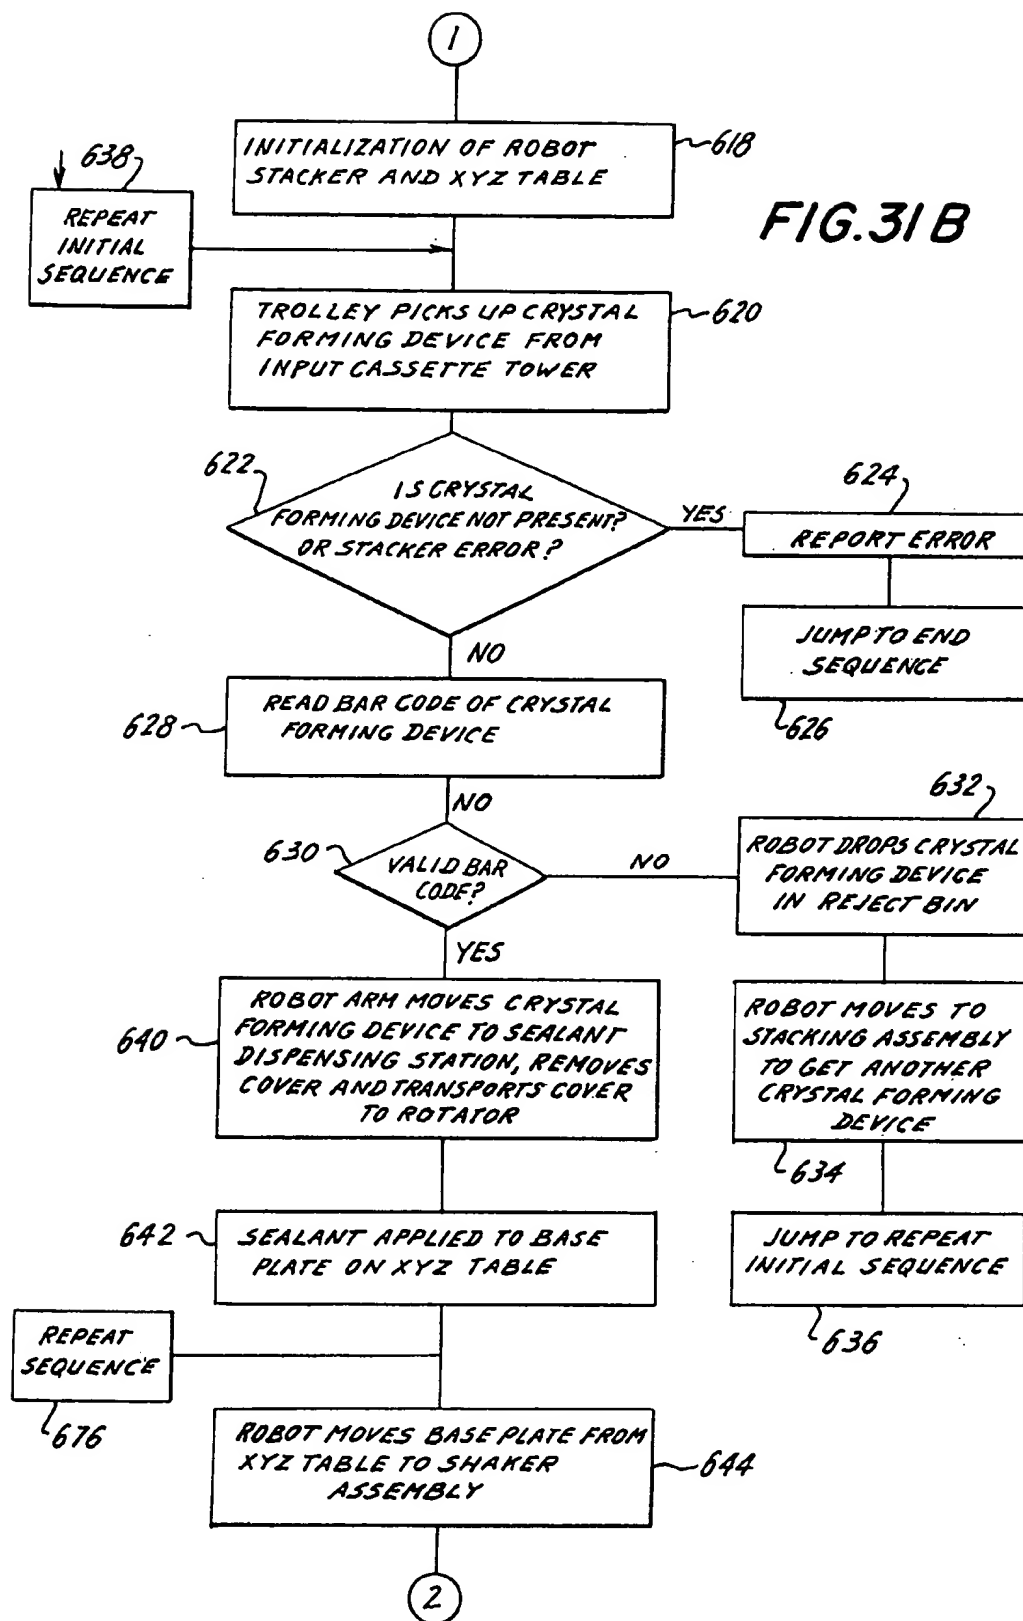 1
INITIALIZATION OF ROBOT
STACKER AND XYZ TABLE
618
638
REPEAT
INITIAL
SEQUENCE
FIG.31B
TROLLEY PICKS UP CRYSTAL
FORMING DEVICE FROM
INPUT CASSETTE TOWER
620
622
IS CRYSTAL
FORMING DEVICE NOT PRESENT?
OR STACKER ERROR?
YES
624
REPORT ERROR
JUMP TO END
SEQUENCE
626
NO
628
READ BAR CODE OF CRYSTAL
FORMING DEVICE
NO
630
VALID BAR
CODE?
NO
632
ROBOT DROPS CRYSTAL
FORMING DEVICE
IN REJECT BIN
YES
640
ROBOT ARM MOVES CRYSTAL
FORMING DEVICE TO SEALANT
DISPENSING STATION, REMOVES
COVER AND TRANSPORTS COVER
TO ROTATOR
ROBOT MOVES TO
STACKING ASSEMBLY
TO GET ANOTHER
CRYSTAL FORMING
DEVICE
634
642
SEALANT APPLIED TO BASE
PLATE ON XYZ TABLE
JUMP TO REPEAT
INITIAL SEQUENCE
636
REPEAT
SEQUENCE
676
ROBOT MOVES BASE PLATE FROM
XYZ TABLE TO SHAKER
ASSEMBLY
644
2